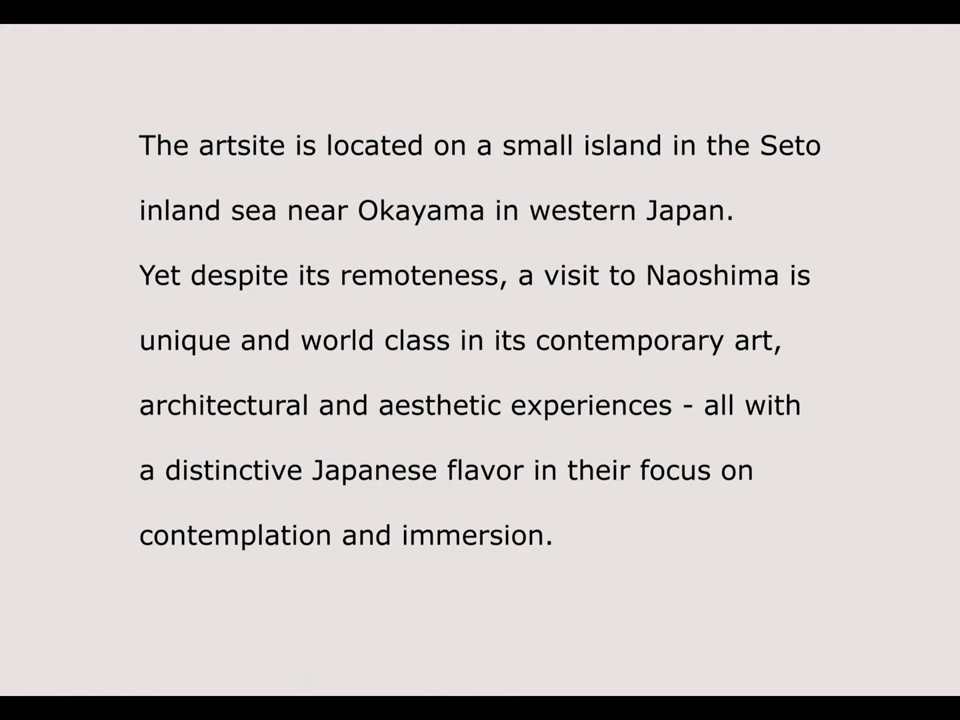 The artsite is located on a small island in the Seto
inland sea near Okayama in western Japan.
Yet despite its remoteness, a visit to Naoshima is
unique and world class in its contemporary art,
architectural and aesthetic experiences - all with
a distinctive Japanese flavor in their focus on
contemplation and immersion.